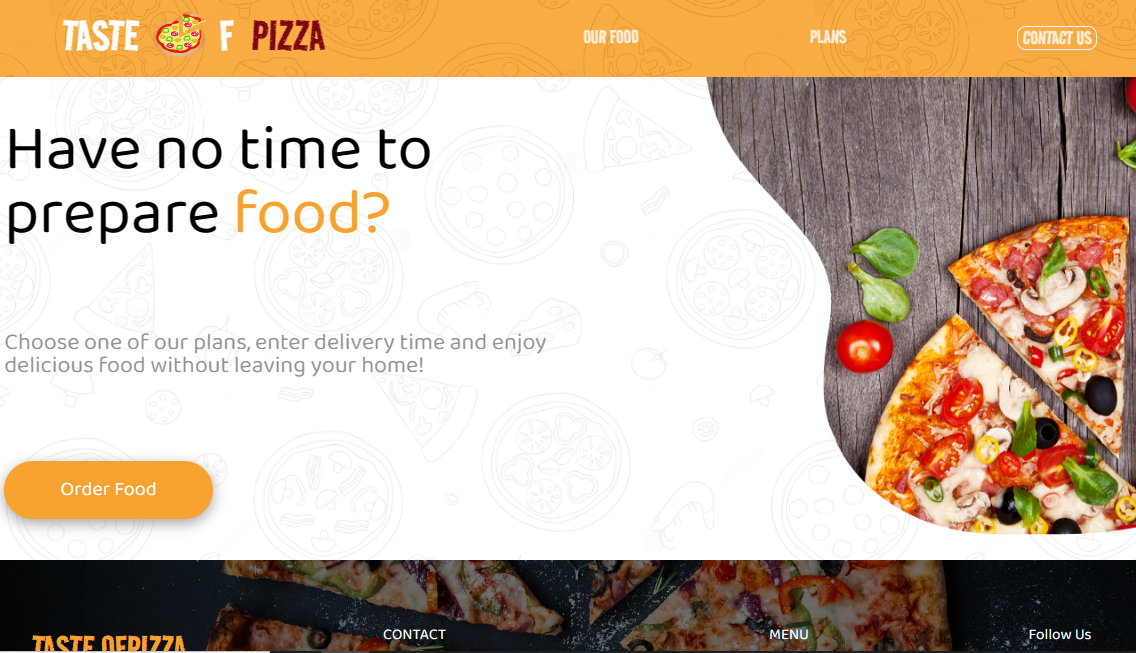 TASTE F PIZZA
OUR FOOD
PLANS
CONTACT US
Have no time to
prepare food?
Choose one of our plans, enter delivery time and enjoy
delicious food without leaving your home!
Order Food
TASTE OFPIZZA
CONTACT
MENU
Follow Us